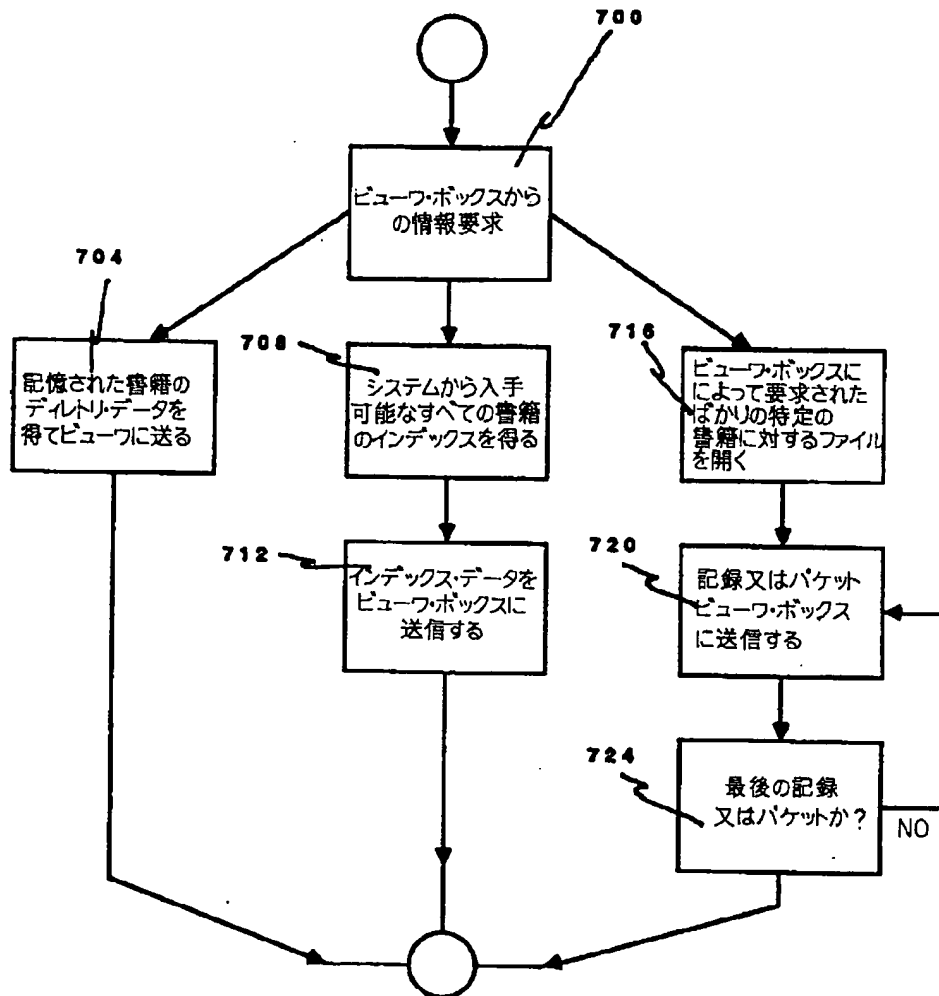 700
ビューワ・ボックスから
の情報要求
704
記憶された書籍の
ディレトリ・データを
得てビューワに送る
708
システムから入手
可能なすべての書籍
のインデックスを得る
712
インデックス・データを
ビューワ・ボックスに
送信する
716
ビューワ・ボックスに
によって要求された
ばかりの特定の
書籍に対するファイル
を開く
720
記録又はパケット
ビューワ・ボックス
に送信する
724
最後の記録
又はパケットか?
NO